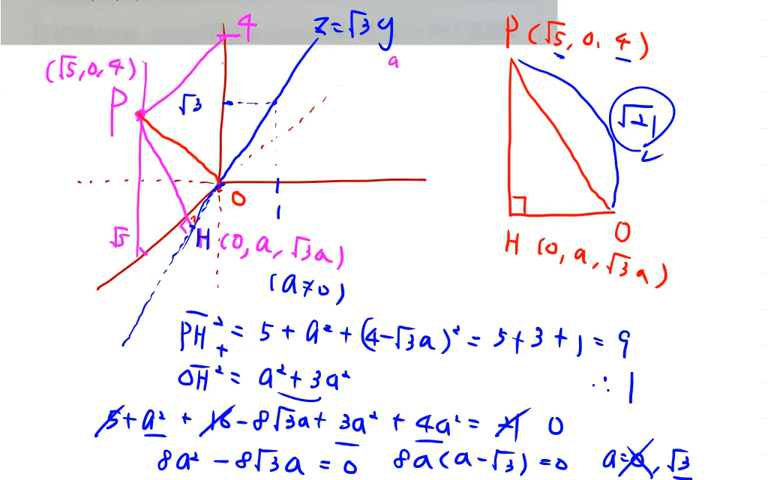 4
z=√3y
a
(√5,0,4)
P
√3
O
1
√5
H (0, a, √3a)
(a≠0)
P(√5, 0, 4)
√21
H (0, a, √3a)
O
PH² = 5 + a² + (4-√3a)² = 5+3+1 = 9
+
OH² = a² + 3a²
∴ 1
5+a² + 16 - 8√3a + 3a² + 4a² = 21 0
8a² - 8√3a = 0 8a(a-√3)=0 a=0, √3